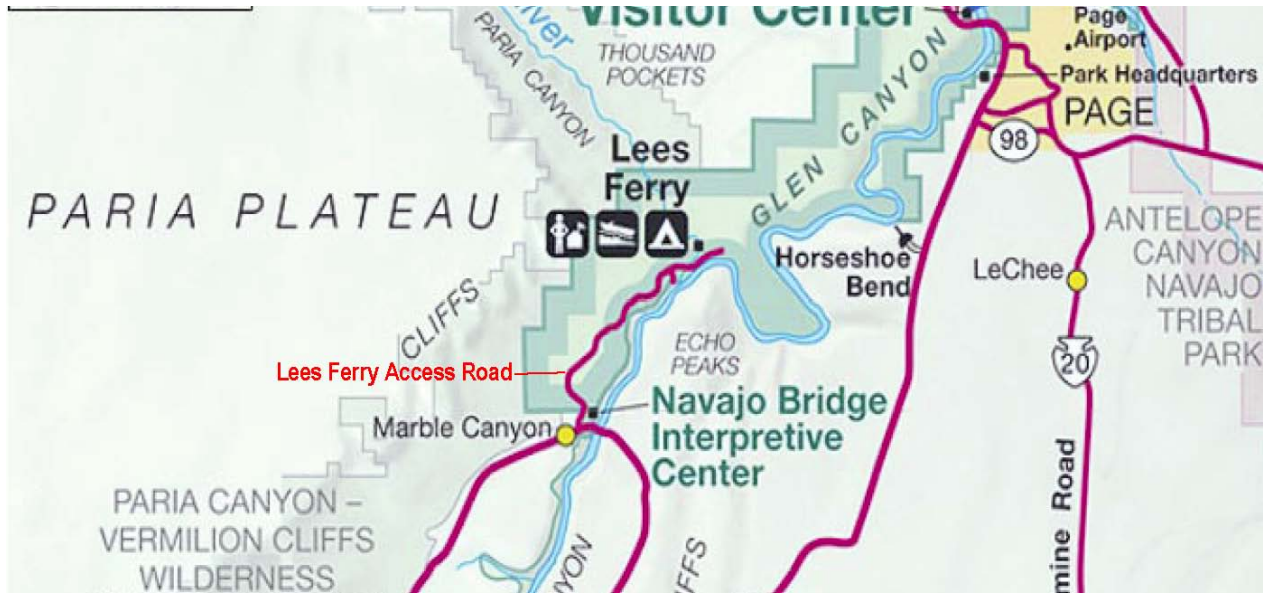 River
Visitor Center
Page
Airport
Park Headquarters
PAGE
98
THOUSAND
POCKETS
PARIA CANYON
GLEN CANYON
Lees
Ferry
PARIA PLATEAU
Horseshoe
Bend
LeChee
20
ANTELOPE
CANYON
NAVAJO
TRIBAL
PARK
CLIFFS
ECHO
PEAKS
Lees Ferry Access Road
Marble Canyon
Navajo Bridge
Interpretive
Center
PARIA CANYON –
VERMILION CLIFFS
WILDERNESS
Road